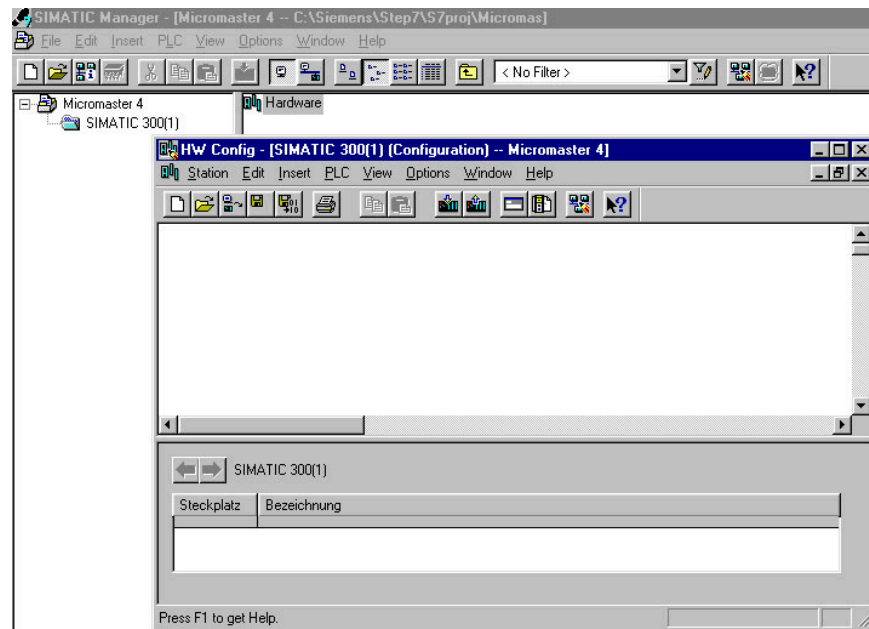 SIMATIC Manager - [Micromaster 4 -- C:\Siemens\Step7\S7proj\Micromas]
File Edit Insert PLC View Options Window Help
< No Filter >
Micromaster 4
SIMATIC 300(1)
Hardware
HW Config - [SIMATIC 300(1) (Configuration) -- Micromaster 4]
Station Edit Insert PLC View Options Window Help
SIMATIC 300(1)
Steckplatz Bezeichnung
Press F1 to get Help.